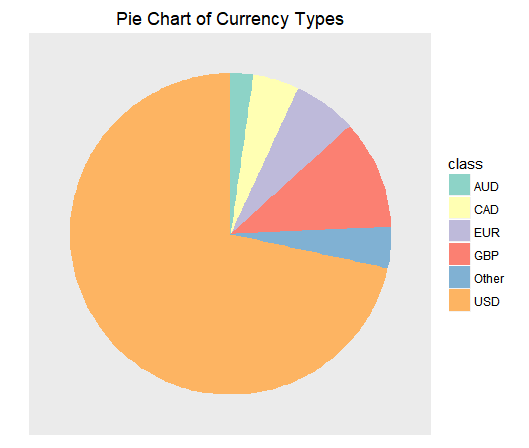 Pie Chart of Currency Types
class
AUD
CAD
EUR
GBP
Other
USD